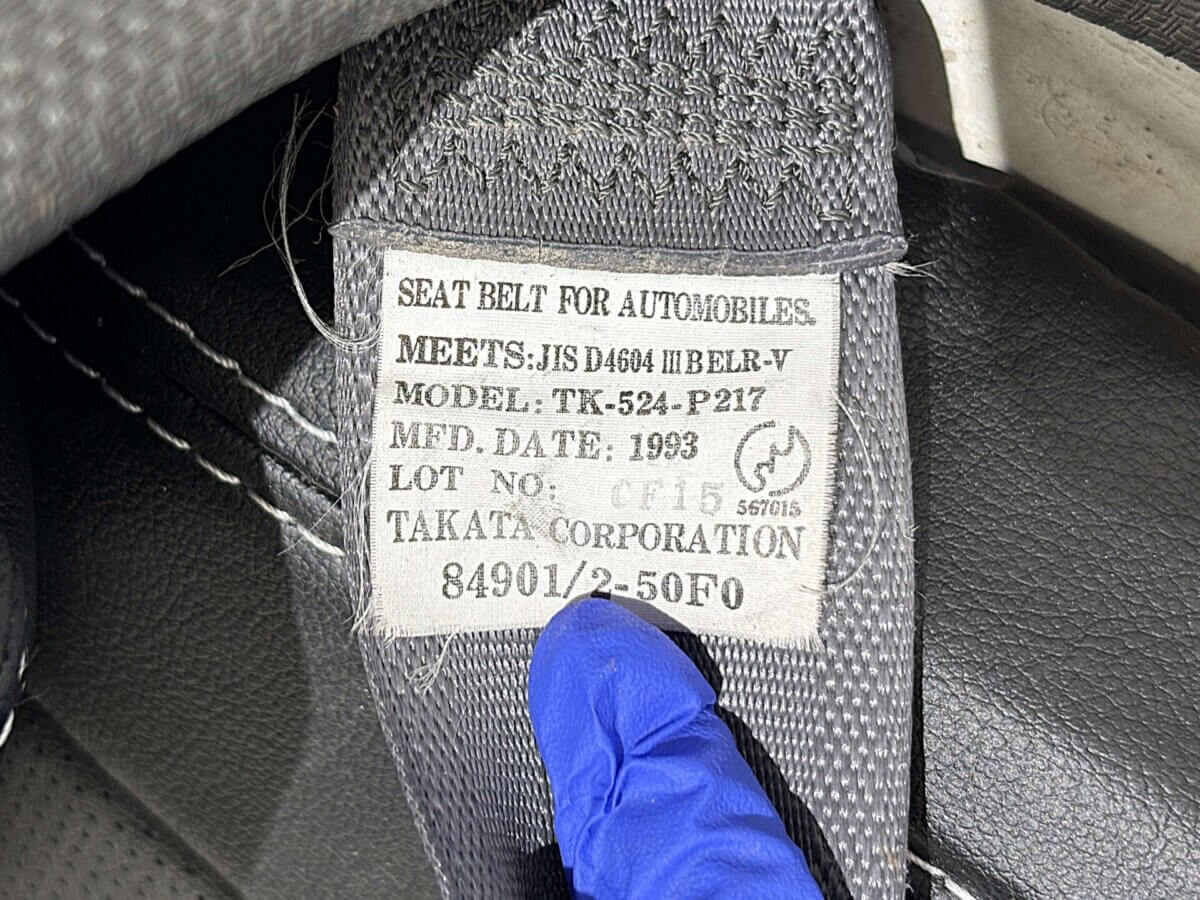 SEAT BELT FOR AUTOMOBILES.
MEETS: JIS D4604 III B ELR-V
MODEL: TK-524-P217
MFD. DATE: 1993
LOT NO: CF15
567015
TAKATA CORPORATION
84901/2-50F0